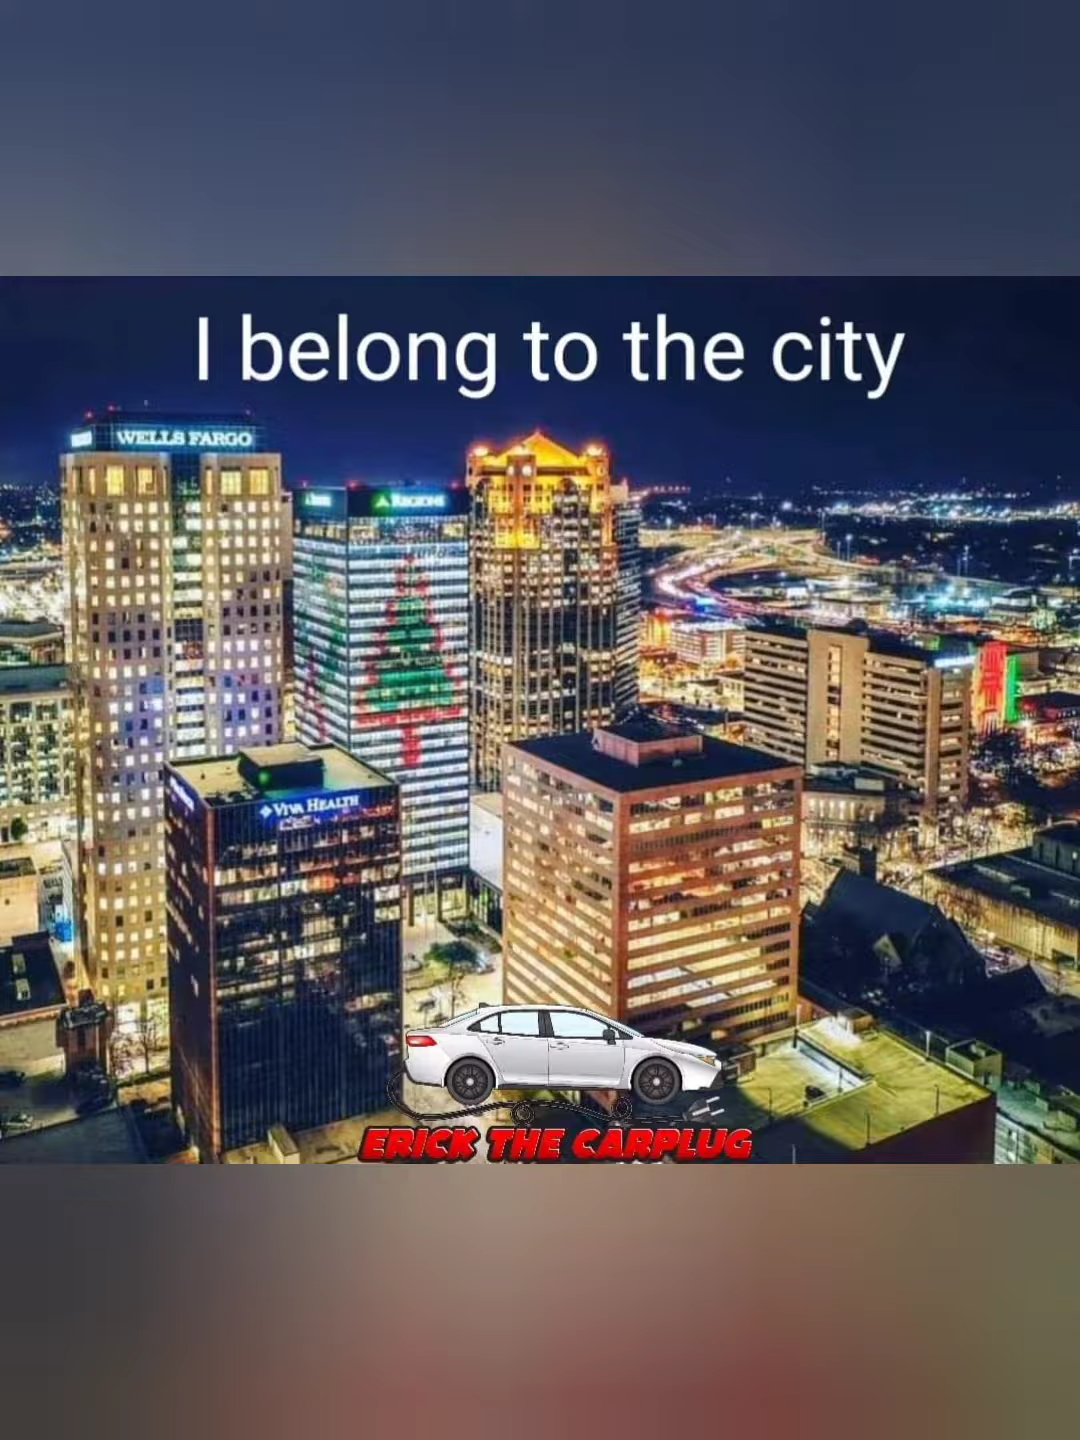 I belong to the city
WELLS FARGO
REGIONS
VIVA HEALTH
ERICK THE CARPLUG